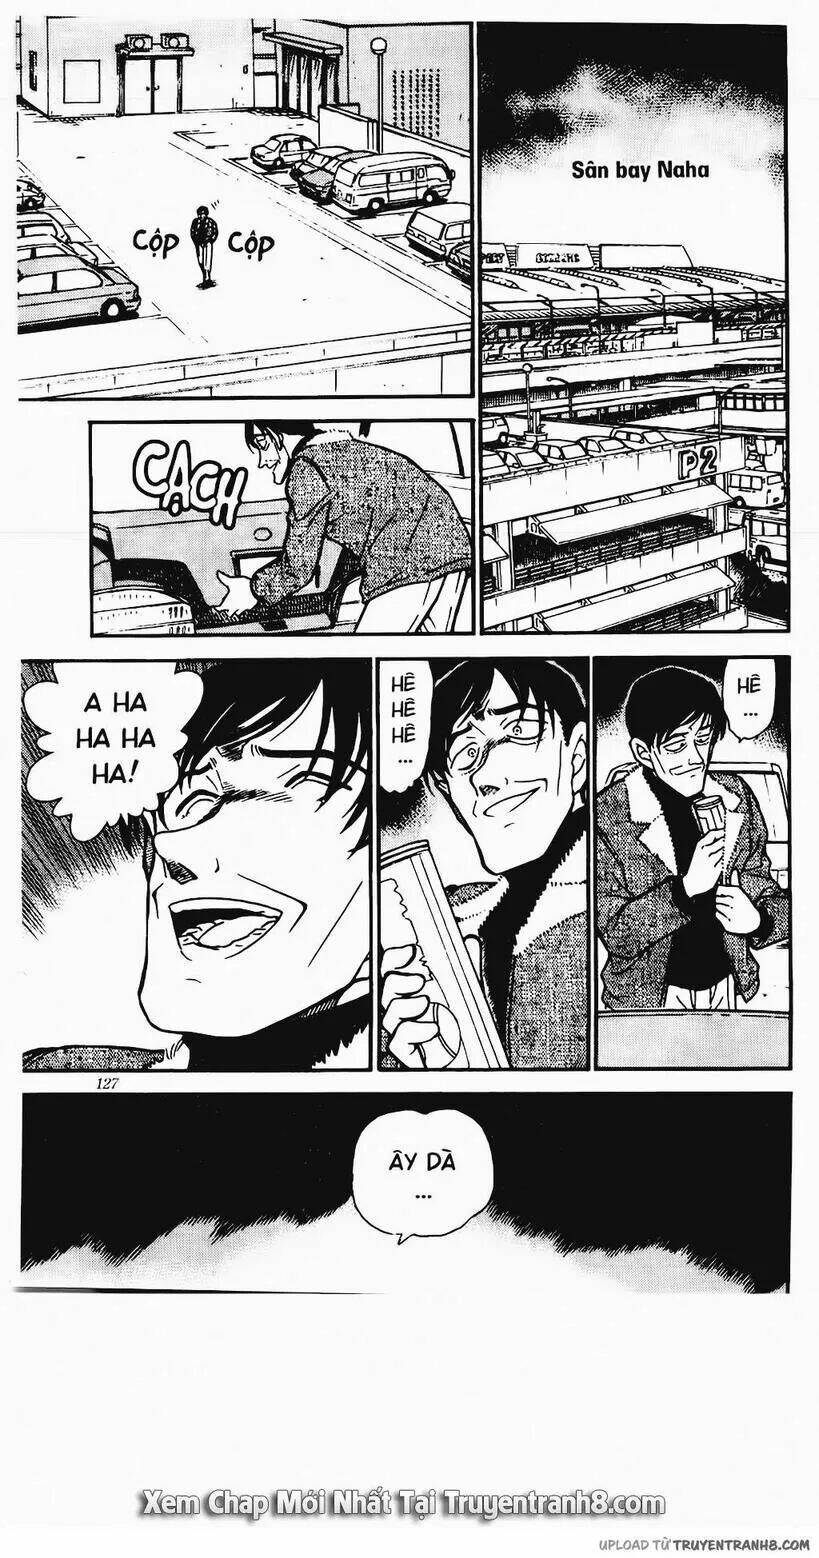 Sân bay Naha
P2
CỘP
CỘP
CẠCH
HÊ
...
HÊ
HÊ
HÊ
...
A HA
HA HA
HA!
127
ÂY DÀ
...
Xem Chap Mới Nhất Tại Truyentranh8.com
UPLOAD TỪ TRUYENTRANH8.COM